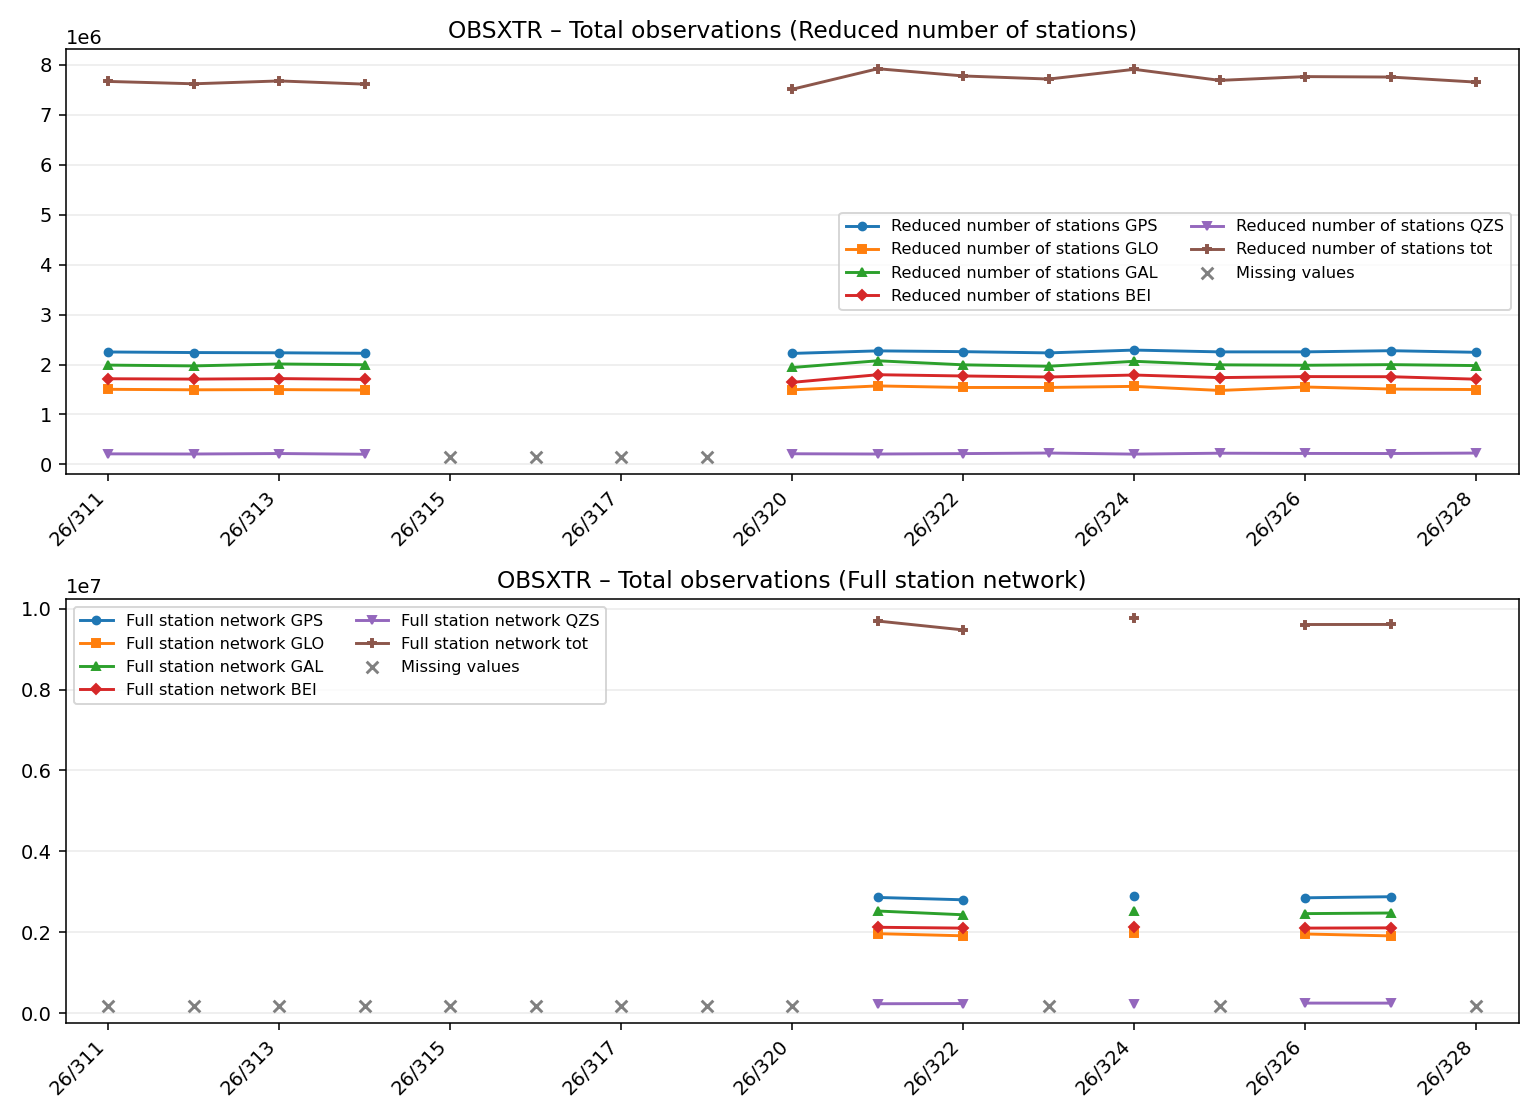 OBSXTR – Total observations (Reduced number of stations)
1e6
8
7
6
5
4
3
2
1
0
Reduced number of stations GPS
Reduced number of stations GLO
Reduced number of stations GAL
Reduced number of stations BEI
Reduced number of stations QZS
Reduced number of stations tot
Missing values
26/311
26/313
26/315
26/317
26/320
26/322
26/324
26/326
26/328
OBSXTR – Total observations (Full station network)
1e7
1.0
0.8
0.6
0.4
0.2
0.0
Full station network GPS
Full station network GLO
Full station network GAL
Full station network BEI
Full station network QZS
Full station network tot
Missing values
26/311
26/313
26/315
26/317
26/320
26/322
26/324
26/326
26/328